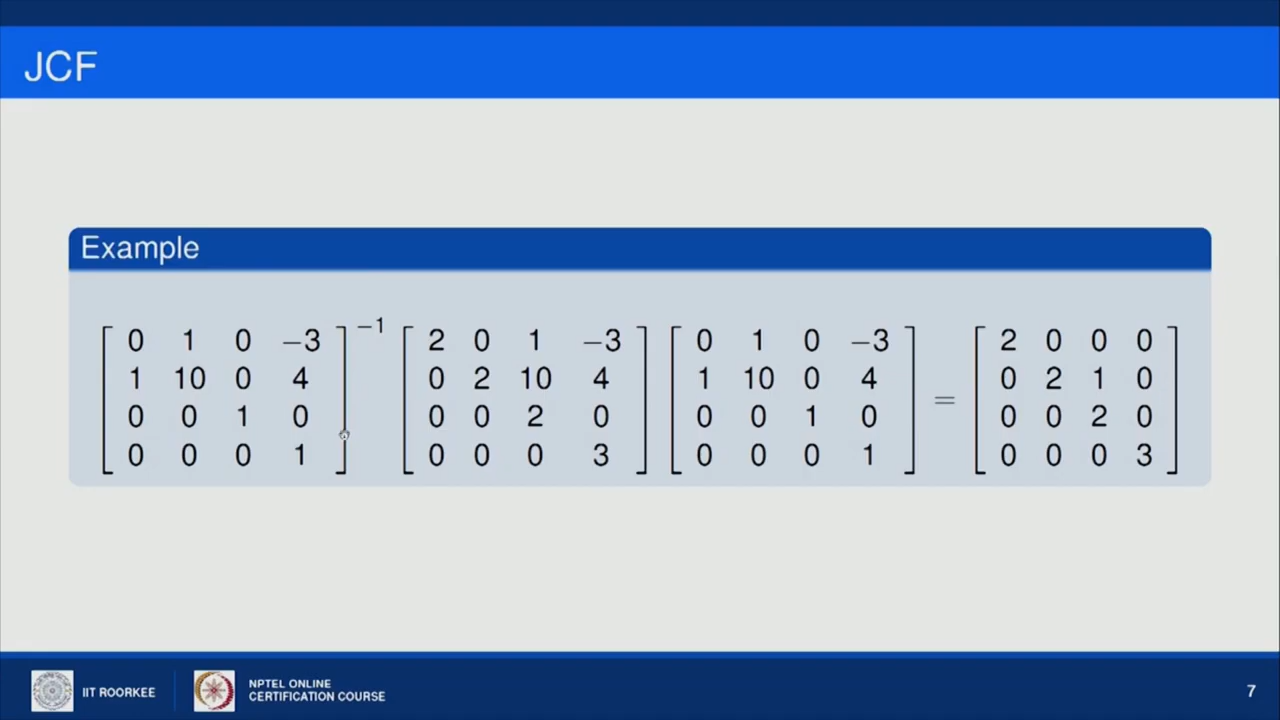 JCF
Example
[ 0 1 0 −3 ]−1 [ 2 0 1 −3 ] [ 0 1 0 −3 ] [ 2 0 0 0 ]
[ 1 10 0 4 ] [ 0 2 10 4 ] [ 1 10 0 4 ] = [ 0 2 1 0 ]
[ 0 0 1 0 ] [ 0 0 2 0 ] [ 0 0 1 0 ] [ 0 0 2 0 ]
[ 0 0 0 1 ] [ 0 0 0 3 ] [ 0 0 0 1 ] [ 0 0 0 3 ]
IIT ROORKEE
NPTEL ONLINE
CERTIFICATION COURSE
7